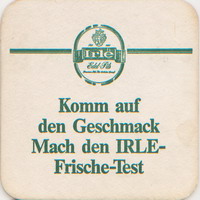 Irle
Edel-Pils
Komm auf
den Geschmack
Mach den IRLE-
Frische-Test